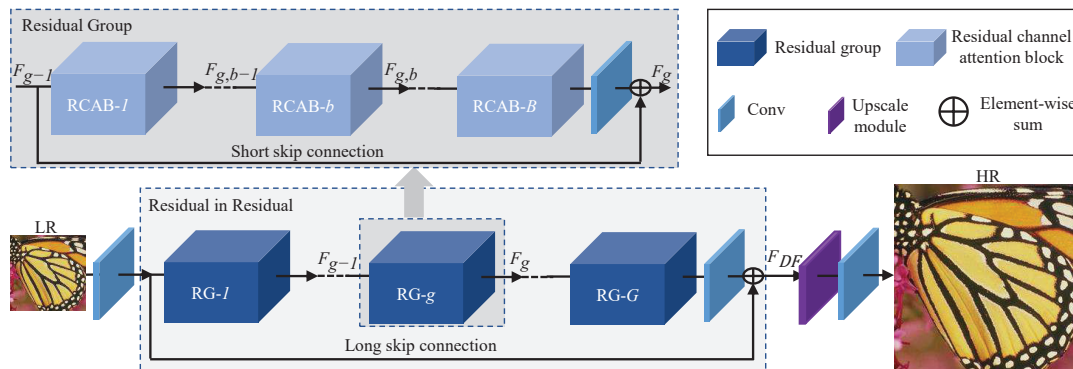 Residual Group
F_{g-1}
RCAB-1
F_{g,b-1}
RCAB-b
F_{g,b}
RCAB-B
F_g
Short skip connection
Residual group
Residual channel
attention block
Conv
Upscale
module
Element-wise
sum
LR
Residual in Residual
RG-1
F_{g-1}
RG-g
F_g
RG-G
F_{DF}
Long skip connection
HR